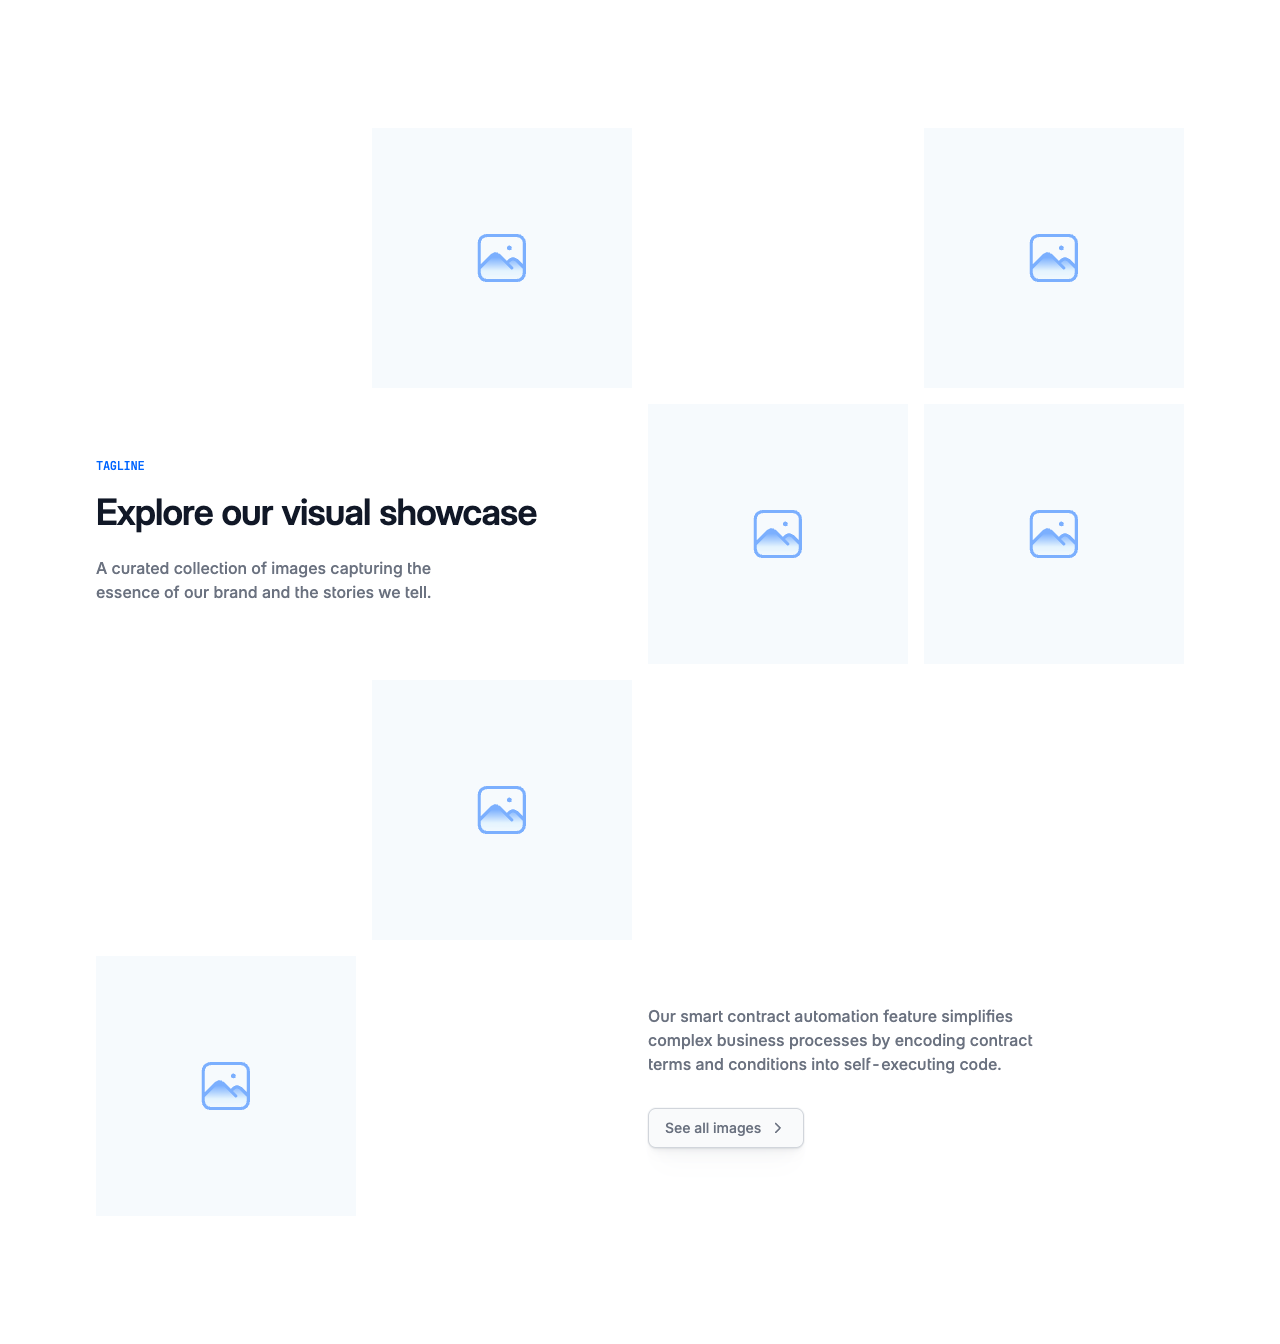 TAGLINE
Explore our visual showcase
A curated collection of images capturing the
essence of our brand and the stories we tell.
Our smart contract automation feature simplifies
complex business processes by encoding contract
terms and conditions into self-executing code.
See all images